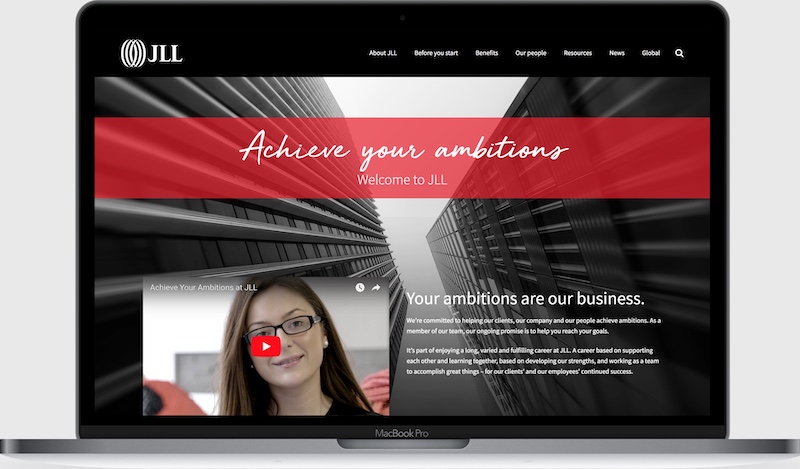 JLL
About JLL
Before you start
Benefits
Our people
Resources
News
Global
Achieve your ambitions
Welcome to JLL
Achieve Your Ambitions at JLL
Your ambitions are our business.
We're committed to helping our clients, our company and our people achieve ambitions. As a
member of our team, our ongoing promise is to help you reach your goals.
It's part of enjoying a long, varied and fulfilling career at JLL. A career based on supporting
each other and learning together, based on developing our strengths, and working as a team
to accomplish great things – for our clients' and our employees' continued success.
MacBook Pro